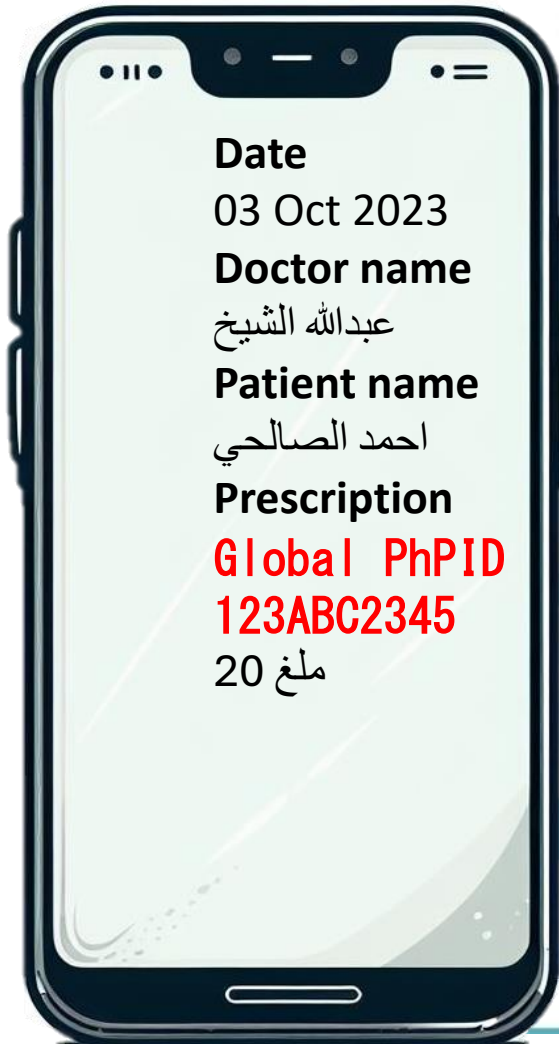 Date
03 Oct 2023
Doctor name
عبدالله الشيخ
Patient name
احمد الصالحي
Prescription
Global PhPID
123ABC2345
20 ملغ